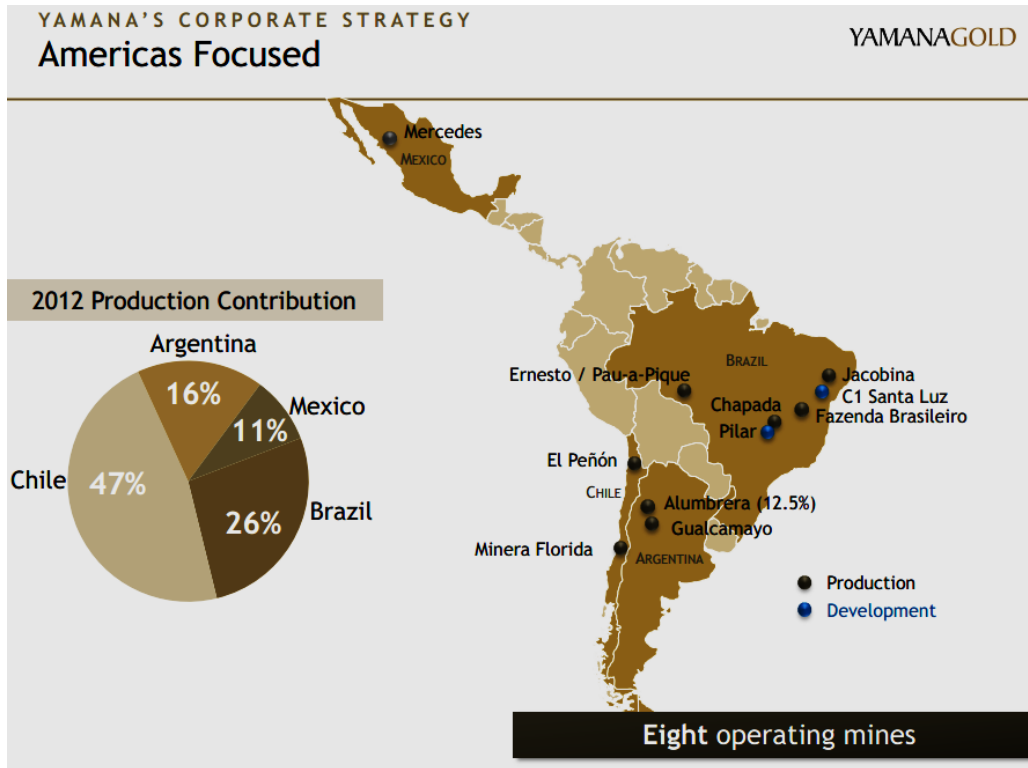 YAMANA'S CORPORATE STRATEGY
Americas Focused
YAMANAGOLD
Mercedes
MEXICO
2012 Production Contribution
Argentina
16%
Mexico
11%
Chile
47%
Brazil
26%
BRAZIL
Ernesto / Pau-a-Pique
Jacobina
C1 Santa Luz
Chapada
Fazenda Brasileiro
Pilar
El Peñón
CHILE
Alumbrera (12.5%)
Gualcamayo
Minera Florida
ARGENTINA
Production
Development
Eight operating mines